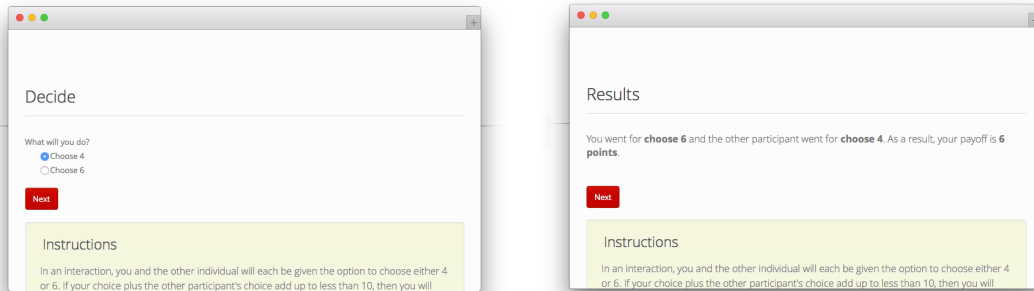 Decide
What will you do?
Choose 4
Choose 6
Next
Instructions
In an interaction, you and the other individual will each be given the option to choose either 4
or 6. If your choice plus the other participant's choice add up to less than 10, then you will
Results
You went for choose 6 and the other participant went for choose 4. As a result, your payoff is 6
points.
Next
Instructions
In an interaction, you and the other individual will each be given the option to choose either 4
or 6. If your choice plus the other participant's choice add up to less than 10, then you will